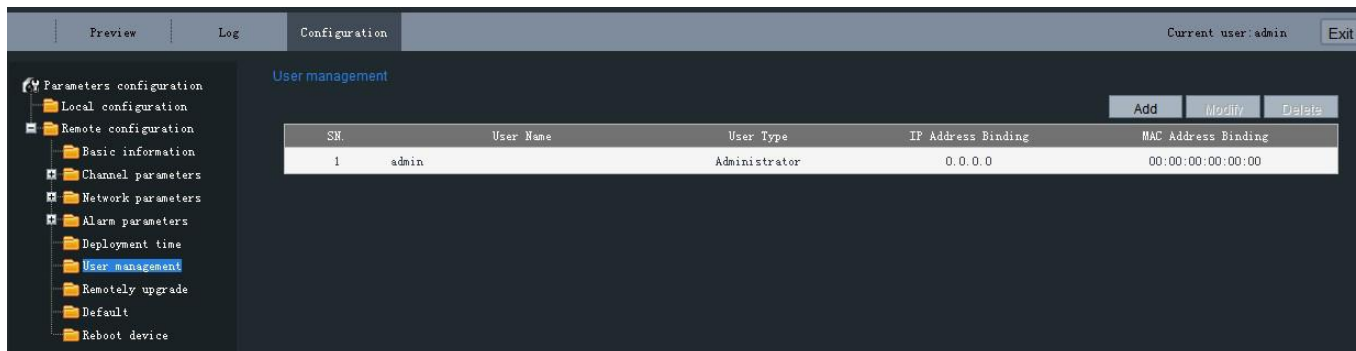 Preview Log Configuration Current user:admin Exit
Parameters configuration
Local configuration
Remote configuration
Basic information
Channel parameters
Network parameters
Alarm parameters
Deployment time
User management
Remotely upgrade
Default
Reboot device
User management
Add Modify Delete
SN. User Name User Type IP Address Binding MAC Address Binding
1 admin Administrator 0.0.0.0 00:00:00:00:00:00